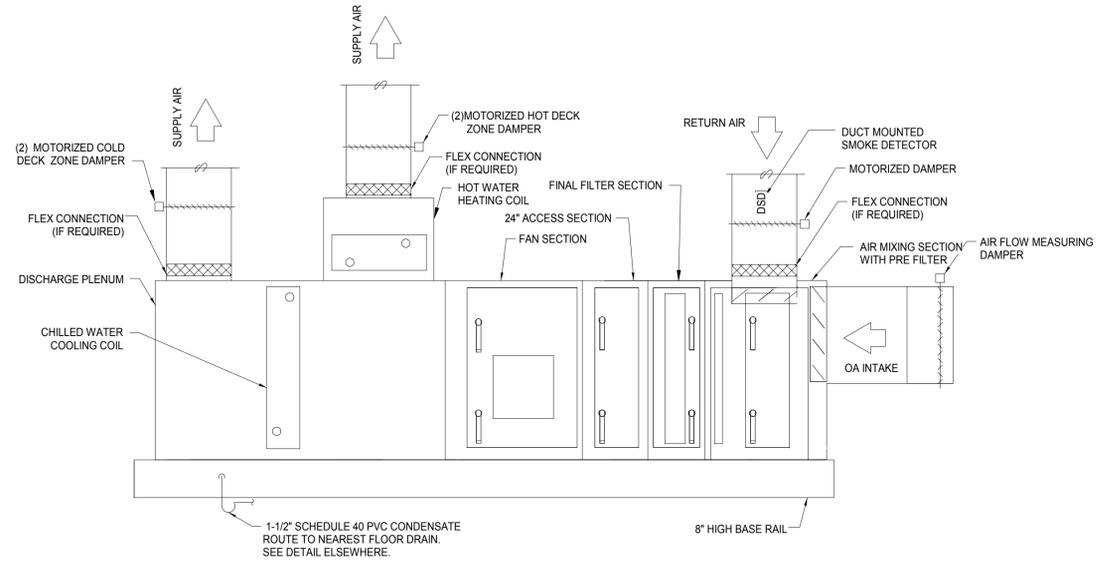 SUPPLY AIR
SUPPLY AIR
(2)MOTORIZED HOT DECK
ZONE DAMPER
RETURN AIR
DUCT MOUNTED
SMOKE DETECTOR
(2) MOTORIZED COLD
DECK ZONE DAMPER
FLEX CONNECTION
(IF REQUIRED)
MOTORIZED DAMPER
HOT WATER
HEATING COIL
FINAL FILTER SECTION
DSD
FLEX CONNECTION
(IF REQUIRED)
FLEX CONNECTION
(IF REQUIRED)
24" ACCESS SECTION
FAN SECTION
AIR MIXING SECTION
WITH PRE FILTER
AIR FLOW MEASURING
DAMPER
DISCHARGE PLENUM
CHILLED WATER
COOLING COIL
OA INTAKE
1-1/2" SCHEDULE 40 PVC CONDENSATE
ROUTE TO NEAREST FLOOR DRAIN.
SEE DETAIL ELSEWHERE.
8" HIGH BASE RAIL